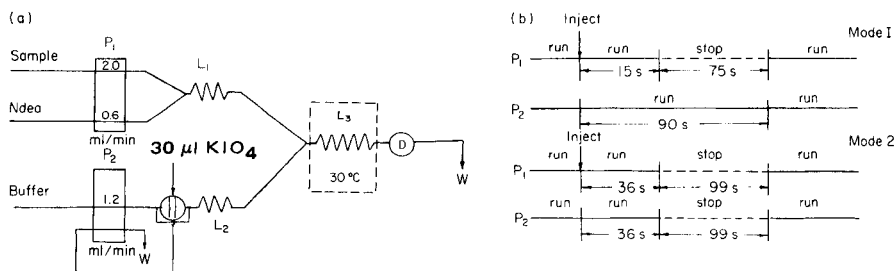 (a)
P1
Sample
2.0
L1
Ndea
0.6
ml/min
P2
30 µl KIO4
L3
D
30 °C
W
Buffer
1.2
L2
ml/min
W
(b)
Inject
Mode 1
run run stop run
P1
15 s 75 s
run
P2
90 s
Inject
Mode 2
run run stop run
P1
36 s 99 s
run run stop run
P2
36 s 99 s